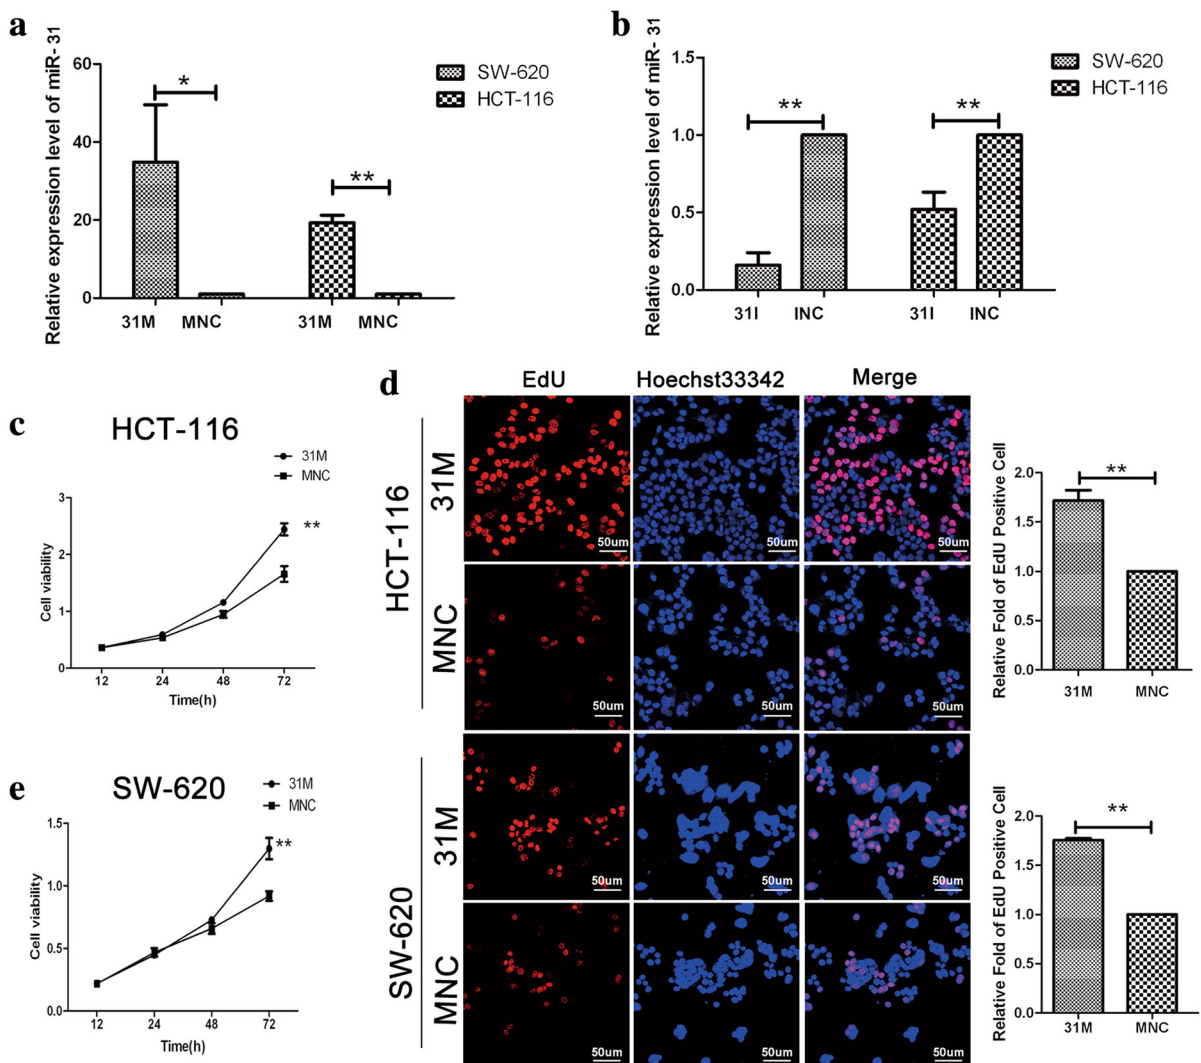 a
Relative expression level of miR- 31
60
40
20
0
*
**
SW-620
HCT-116
31M MNC 31M MNC
b
Relative expression level of miR- 31
1.5
1.0
0.5
0.0
**
**
SW-620
HCT-116
31I INC 31I INC
c
HCT-116
31M
MNC
Cell viability
3
2
1
0
**
12 24 48 72
Time(h)
d
EdU Hoechst33342 Merge
HCT-116
31M
50um 50um 50um
MNC
50um 50um 50um
SW-620
31M
50um 50um 50um
MNC
50um 50um 50um
Relative Fold of EdU Positive Cell
2.0
1.5
1.0
0.5
0.0
**
31M MNC
Relative Fold of EdU Positive Cell
2.0
1.5
1.0
0.5
0.0
**
31M MNC
e
SW-620
31M
MNC
Cell viability
1.5
1.0
0.5
0.0
**
12 24 48 72
Time(h)